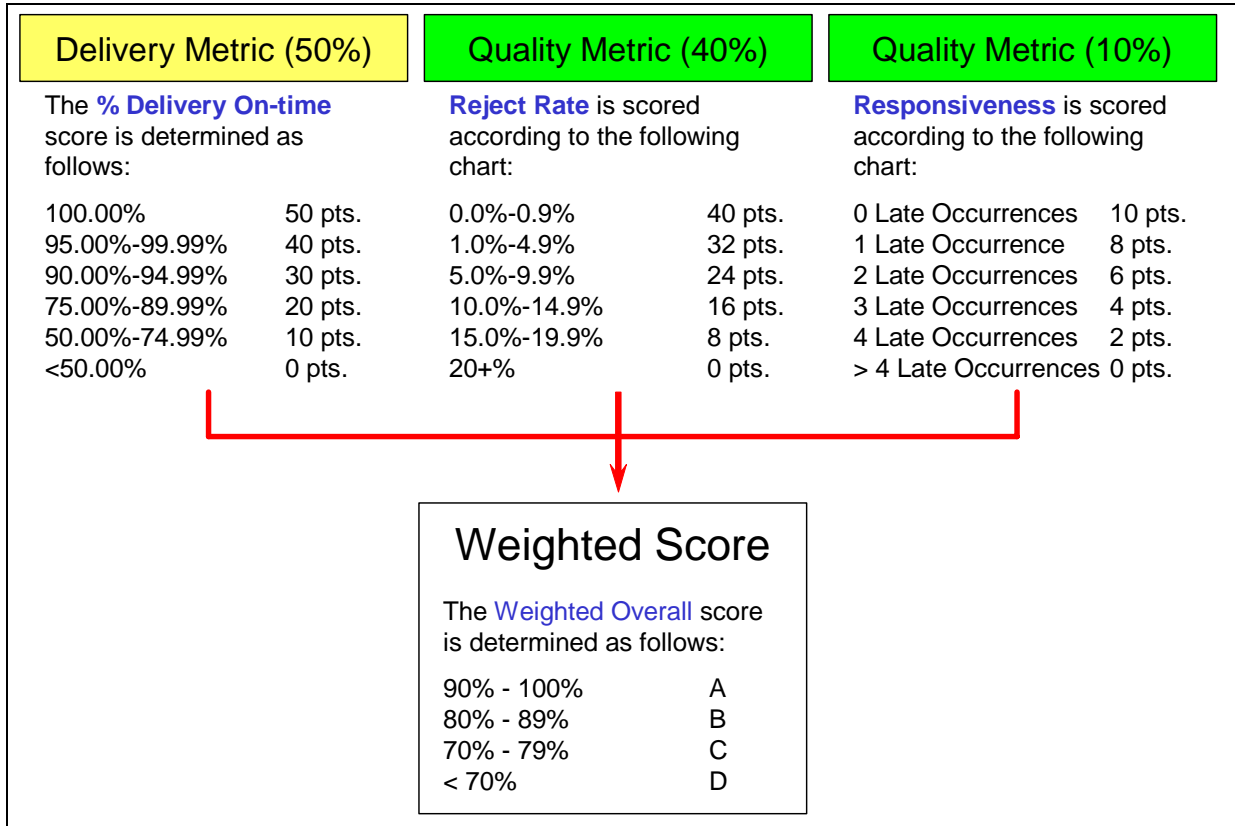 Delivery Metric (50%)
The % Delivery On-time
score is determined as
follows:
100.00% 50 pts.
95.00%-99.99% 40 pts.
90.00%-94.99% 30 pts.
75.00%-89.99% 20 pts.
50.00%-74.99% 10 pts.
<50.00% 0 pts.
Quality Metric (40%)
Reject Rate is scored
according to the following
chart:
0.0%-0.9% 40 pts.
1.0%-4.9% 32 pts.
5.0%-9.9% 24 pts.
10.0%-14.9% 16 pts.
15.0%-19.9% 8 pts.
20+% 0 pts.
Quality Metric (10%)
Responsiveness is scored
according to the following
chart:
0 Late Occurrences 10 pts.
1 Late Occurrence 8 pts.
2 Late Occurrences 6 pts.
3 Late Occurrences 4 pts.
4 Late Occurrences 2 pts.
> 4 Late Occurrences 0 pts.
Weighted Score
The Weighted Overall score
is determined as follows:
90% - 100% A
80% - 89% B
70% - 79% C
< 70% D